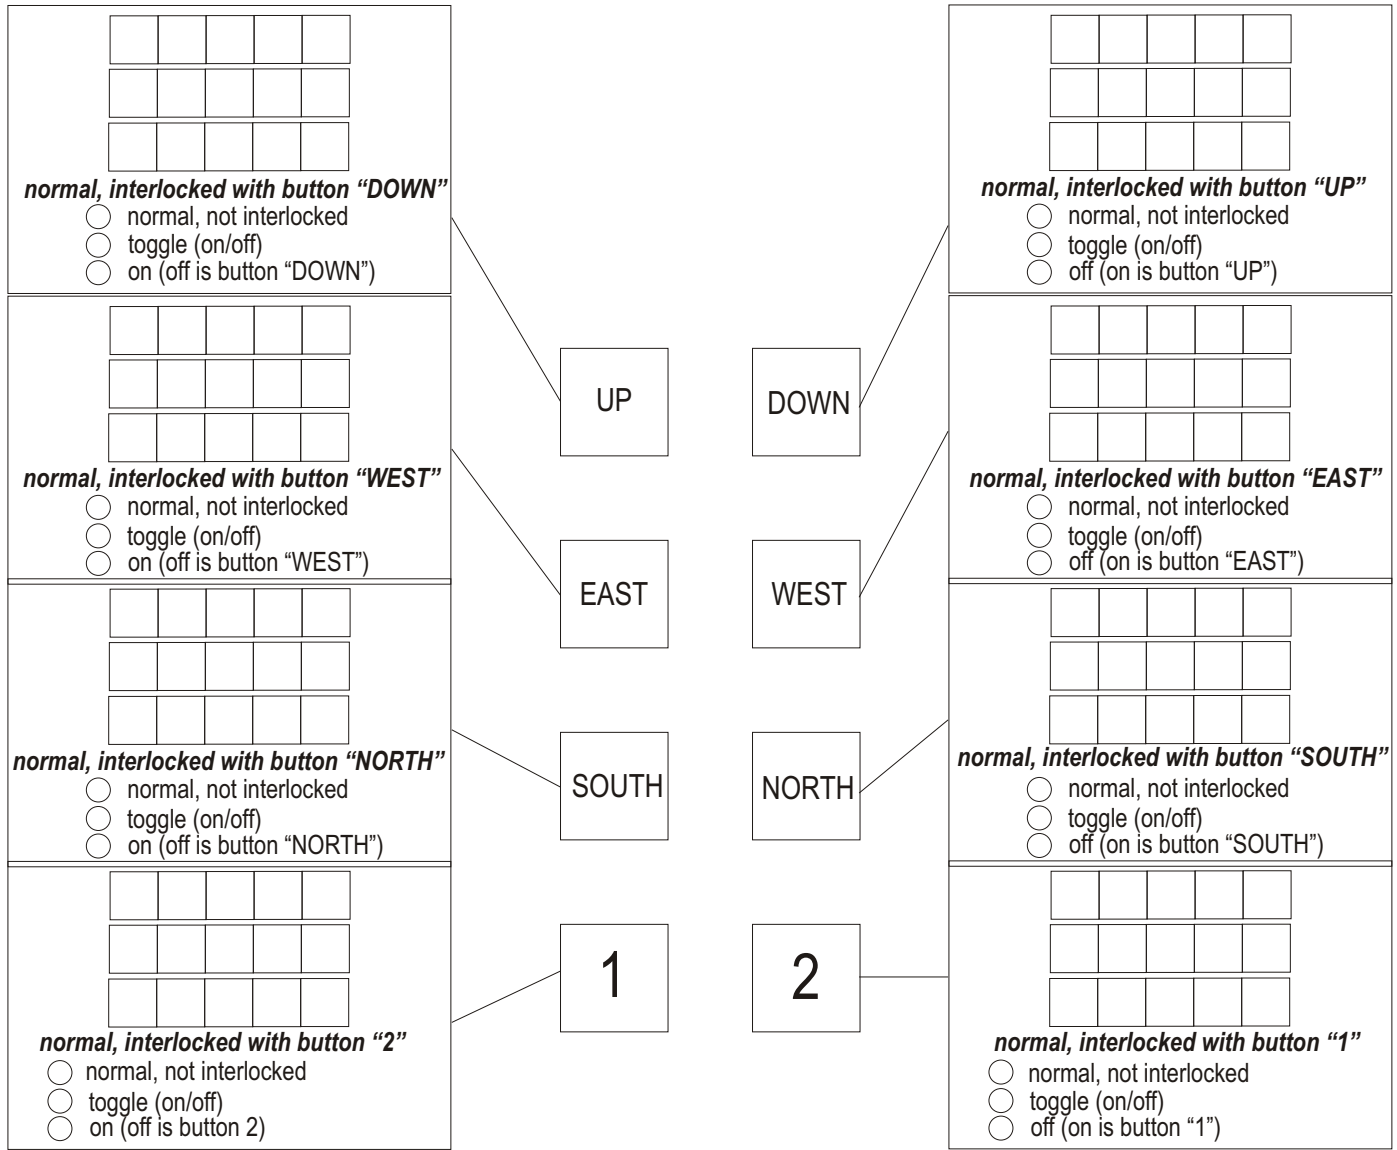 normal, interlocked with button “DOWN”
normal, not interlocked
toggle (on/off)
on (off is button “DOWN”)
normal, interlocked with button “UP”
normal, not interlocked
toggle (on/off)
off (on is button “UP”)
UP
DOWN
normal, interlocked with button “WEST”
normal, not interlocked
toggle (on/off)
on (off is button “WEST”)
normal, interlocked with button “EAST”
normal, not interlocked
toggle (on/off)
off (on is button “EAST”)
EAST
WEST
normal, interlocked with button “NORTH”
normal, not interlocked
toggle (on/off)
on (off is button “NORTH”)
normal, interlocked with button “SOUTH”
normal, not interlocked
toggle (on/off)
off (on is button “SOUTH”)
SOUTH
NORTH
1
2
normal, interlocked with button “2”
normal, not interlocked
toggle (on/off)
on (off is button 2)
normal, interlocked with button “1”
normal, not interlocked
toggle (on/off)
off (on is button “1”)